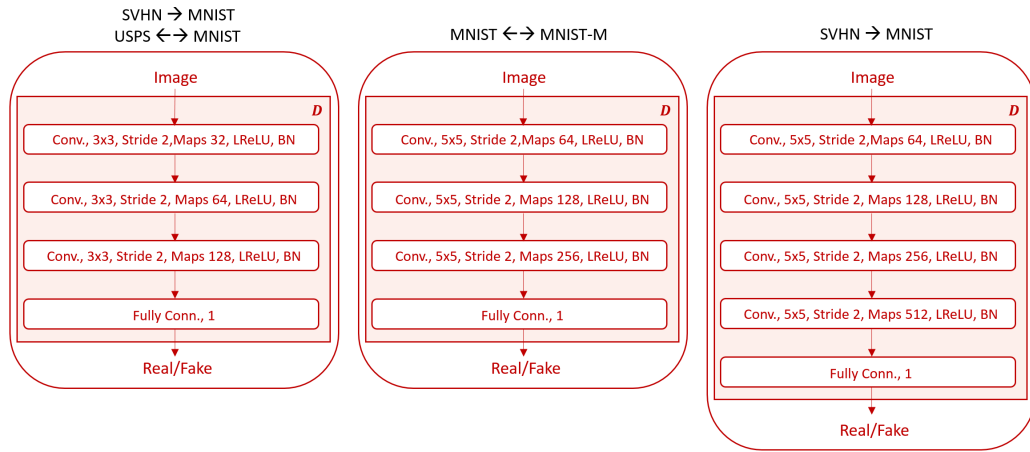 SVHN → MNIST
USPS ←→ MNIST
Image
D
Conv., 3x3, Stride 2,Maps 32, LReLU, BN
Conv., 3x3, Stride 2, Maps 64, LReLU, BN
Conv., 3x3, Stride 2, Maps 128, LReLU, BN
Fully Conn., 1
Real/Fake
MNIST ←→ MNIST-M
Image
D
Conv., 5x5, Stride 2,Maps 64, LReLU, BN
Conv., 5x5, Stride 2, Maps 128, LReLU, BN
Conv., 5x5, Stride 2, Maps 256, LReLU, BN
Fully Conn., 1
Real/Fake
SVHN → MNIST
Image
D
Conv., 5x5, Stride 2,Maps 64, LReLU, BN
Conv., 5x5, Stride 2, Maps 128, LReLU, BN
Conv., 5x5, Stride 2, Maps 256, LReLU, BN
Conv., 5x5, Stride 2, Maps 512, LReLU, BN
Fully Conn., 1
Real/Fake